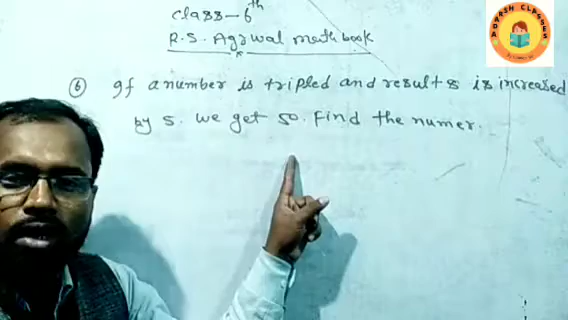 class-6th
R.S. Agrawal math book
⑥ If a number is tripled and result s is increased
by 5. we get 50. Find the numer.